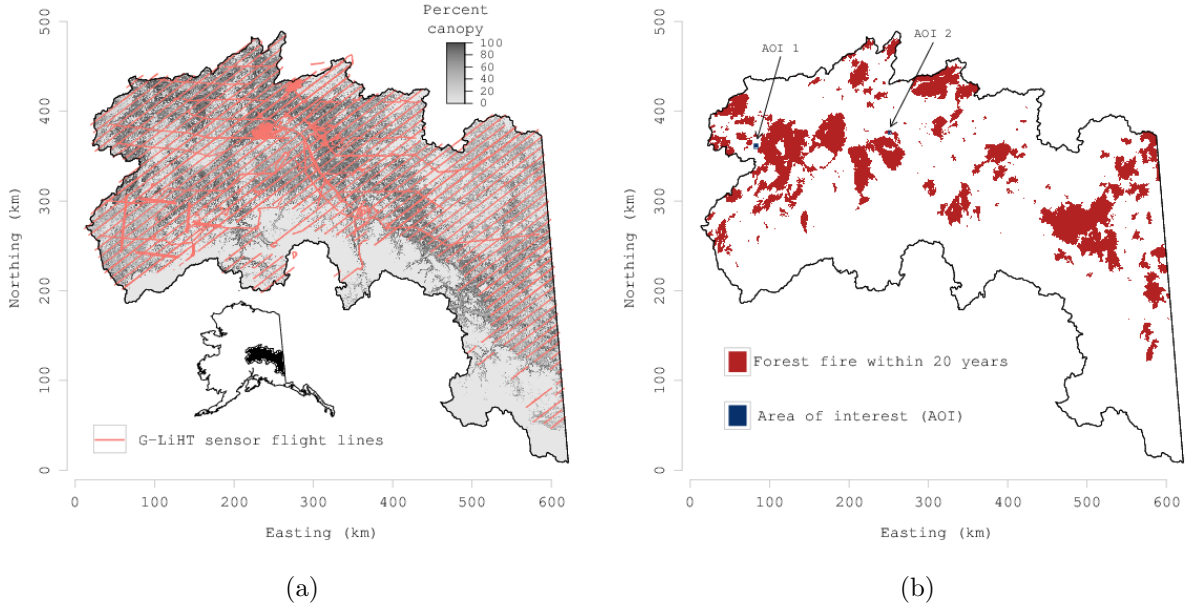 Percent
canopy
100
80
60
40
20
0
500
400
300
200
100
0
Northing (km)
G-LiHT sensor flight lines
0 100 200 300 400 500 600
Easting (km)
(a)
AOI 1
AOI 2
500
400
300
200
100
0
Northing (km)
Forest fire within 20 years
Area of interest (AOI)
0 100 200 300 400 500 600
Easting (km)
(b)